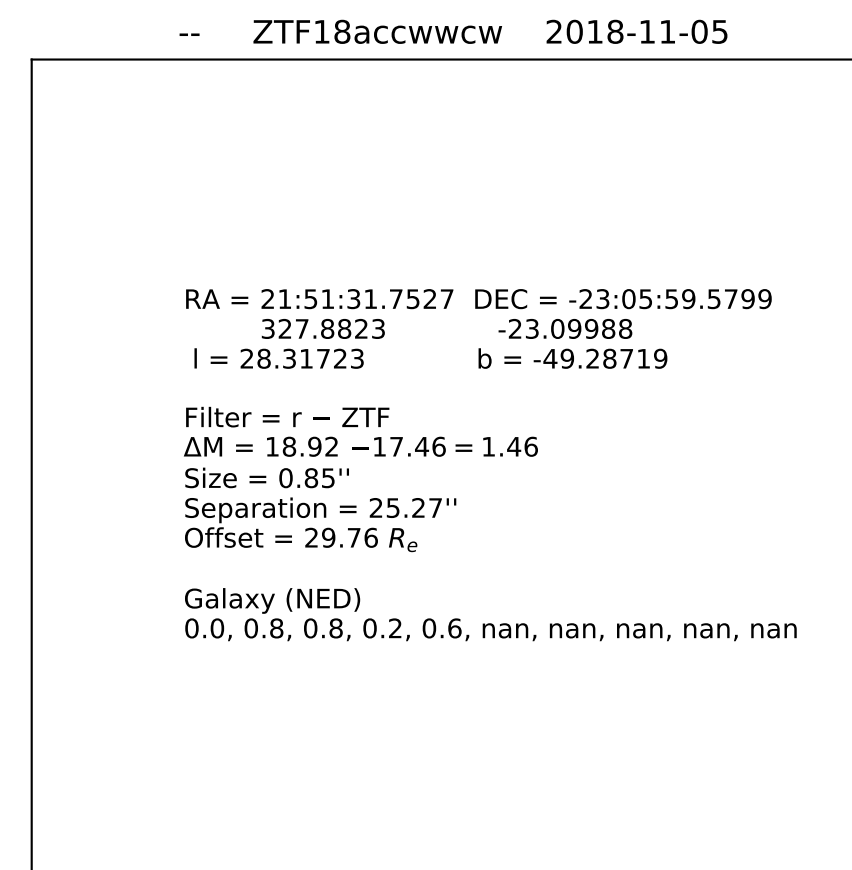 -- ZTF18accwwcw 2018-11-05
RA = 21:51:31.7527 DEC = -23:05:59.5799
327.8823 -23.09988
l = 28.31723 b = -49.28719
Filter = r − ZTF
ΔM = 18.92 −17.46 = 1.46
Size = 0.85''
Separation = 25.27''
Offset = 29.76 Re
Galaxy (NED)
0.0, 0.8, 0.8, 0.2, 0.6, nan, nan, nan, nan, nan